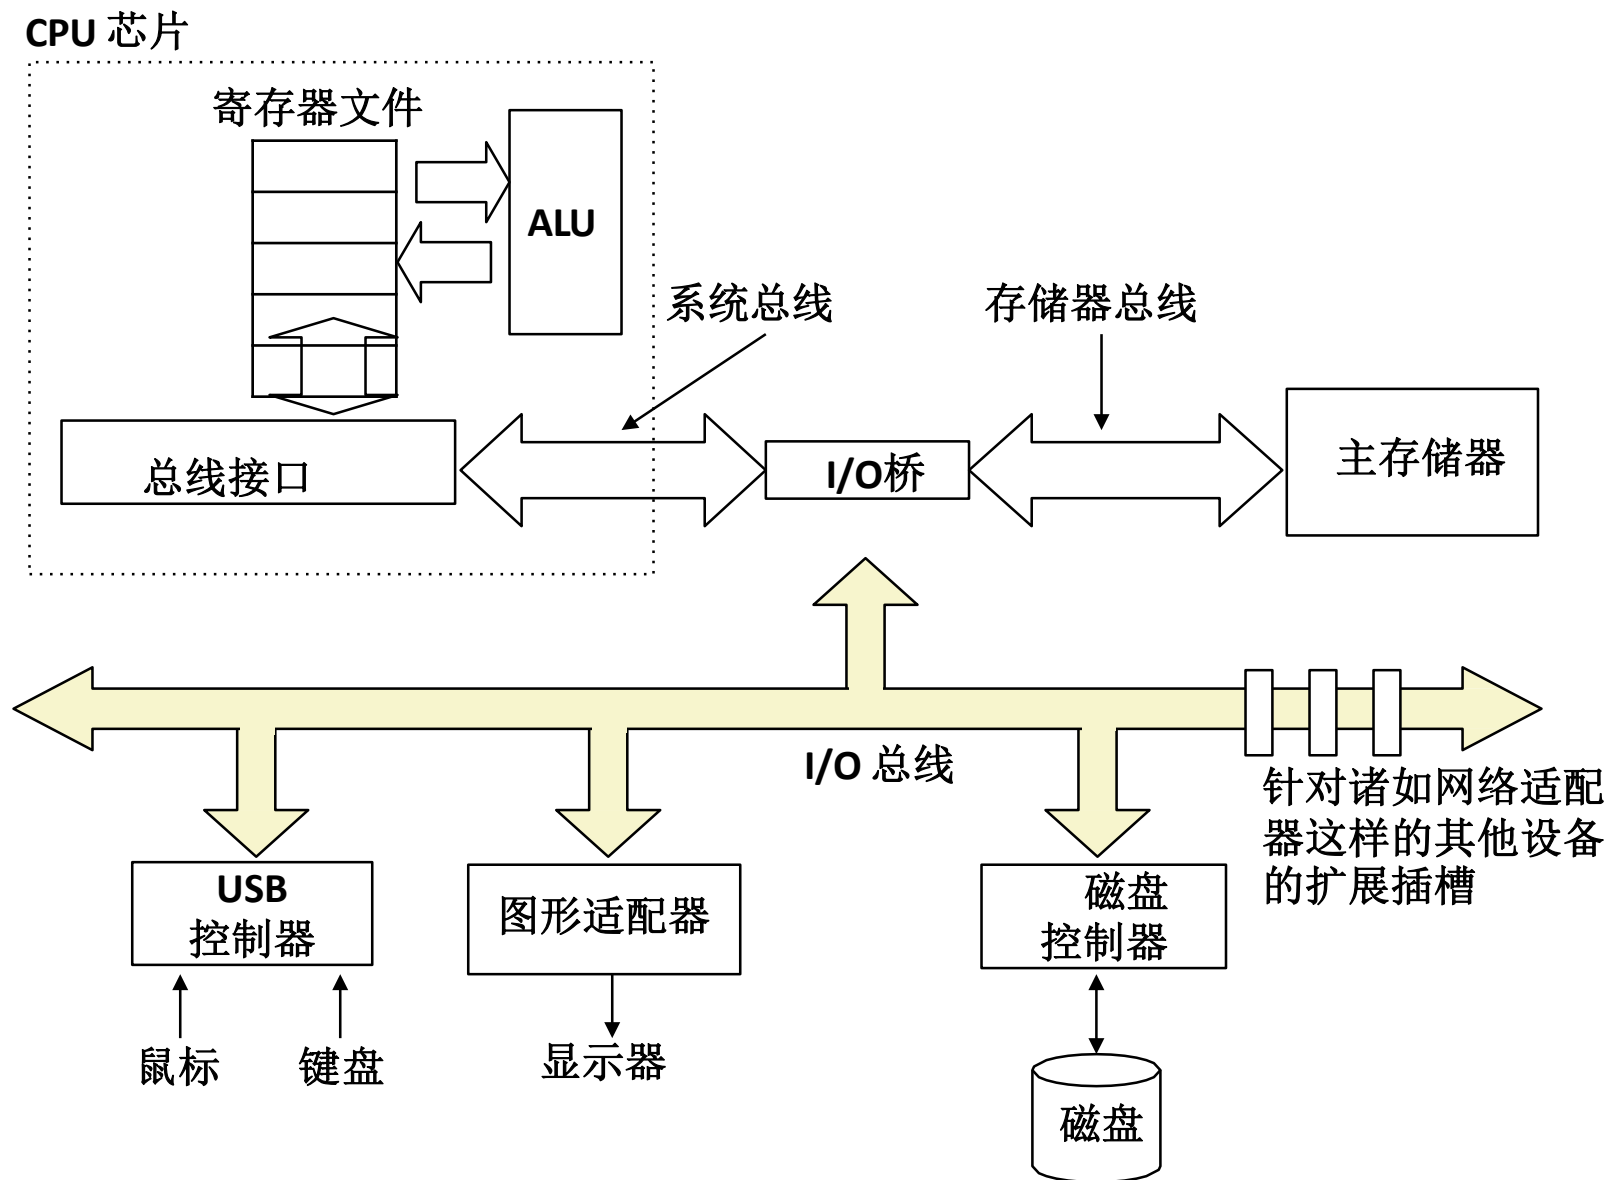 CPU 芯片
寄存器文件
ALU
系统总线
存储器总线
总线接口
I/O桥
主存储器
I/O 总线
针对诸如网络适配
器这样的其他设备
的扩展插槽
USB
控制器
图形适配器
磁盘
控制器
鼠标
键盘
显示器
磁盘